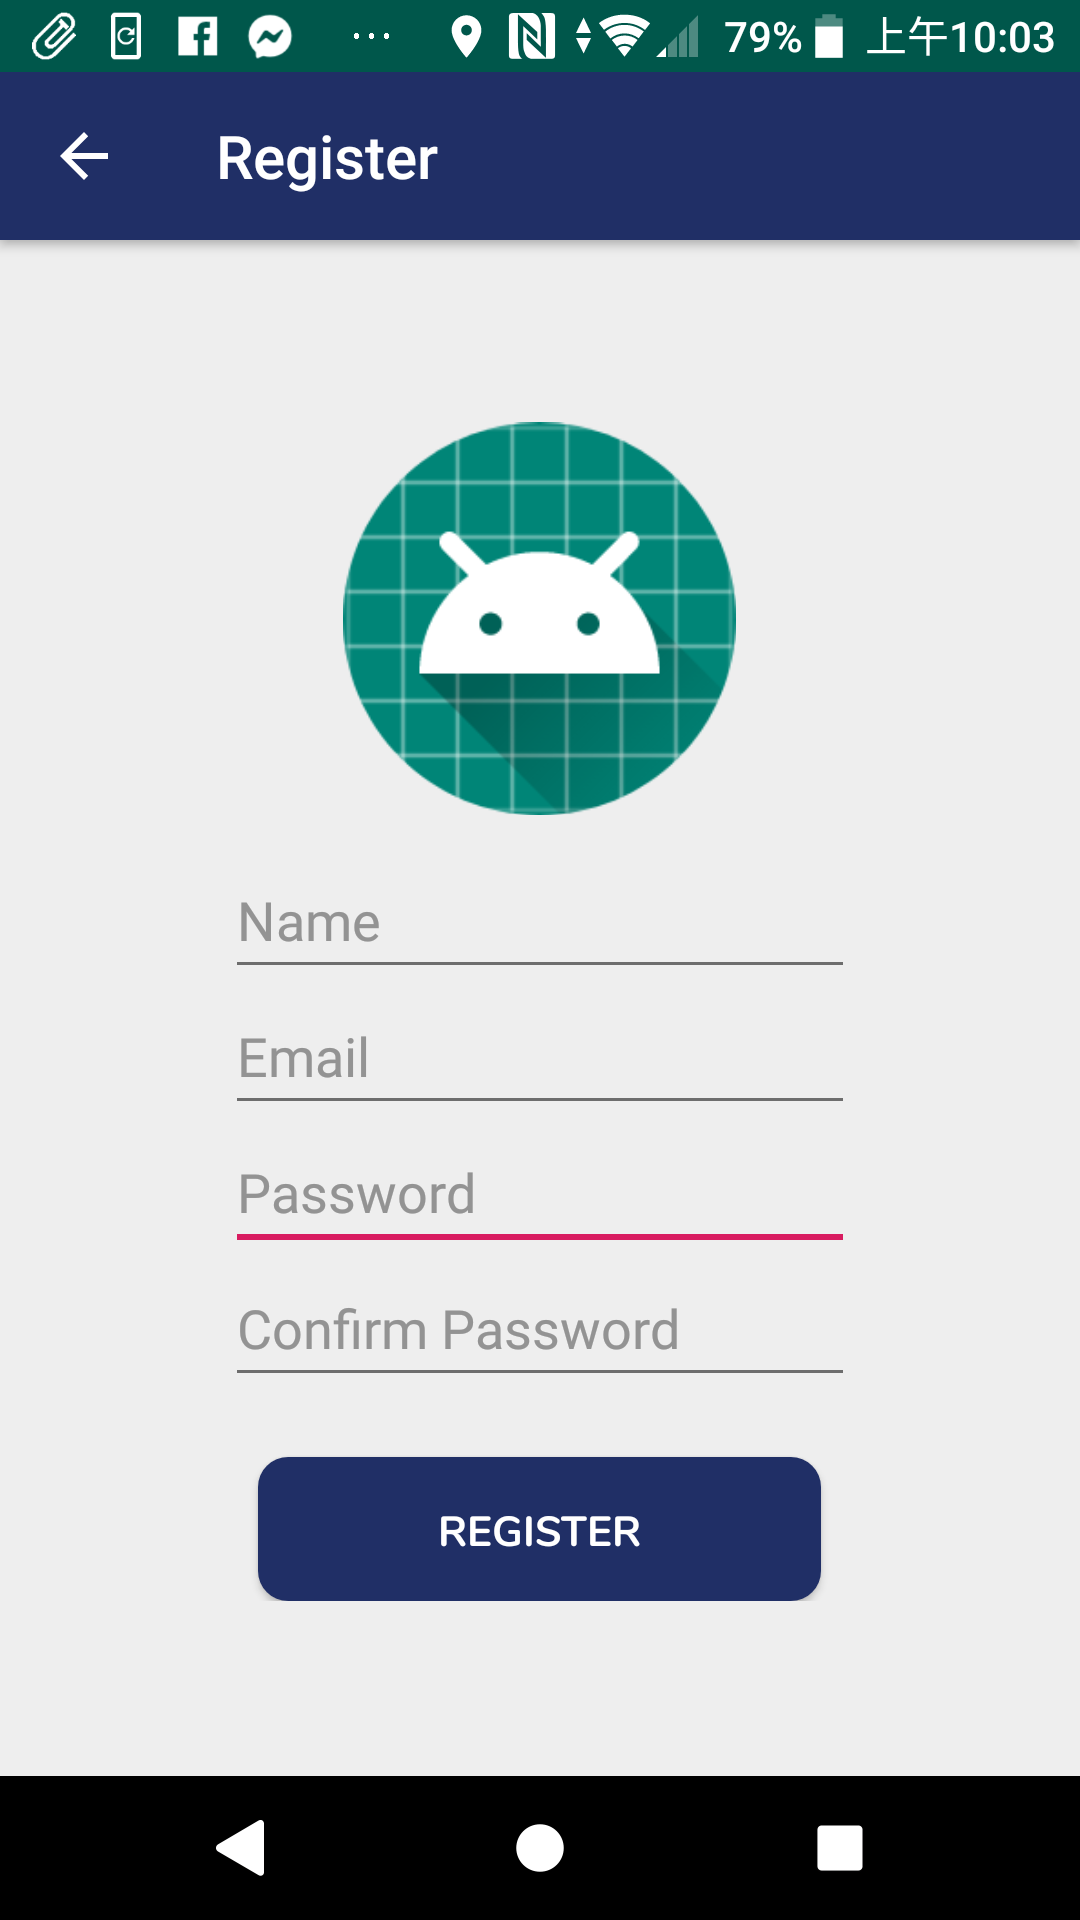 79% 上午10:03
Register
Name
Email
Password
Confirm Password
REGISTER